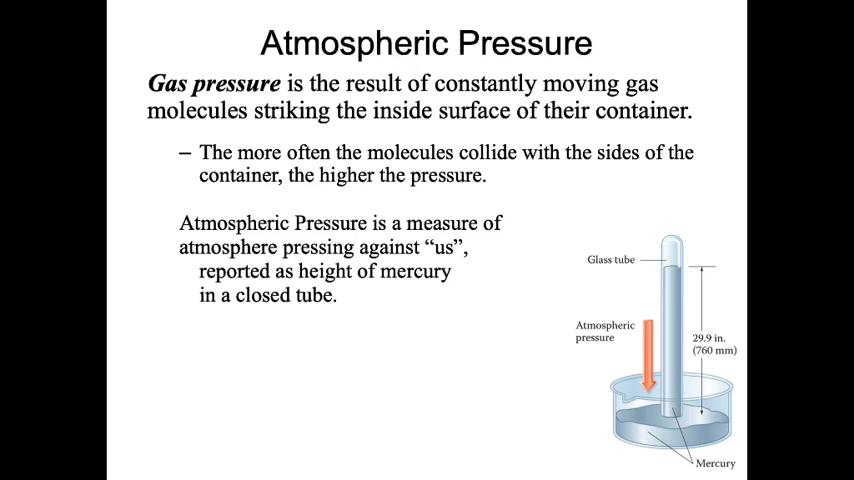 Atmospheric Pressure
Gas pressure is the result of constantly moving gas
molecules striking the inside surface of their container.
– The more often the molecules collide with the sides of the
container, the higher the pressure.
Atmospheric Pressure is a measure of
atmosphere pressing against “us”,
reported as height of mercury
in a closed tube.
Glass tube
Atmospheric
pressure
29.9 in.
(760 mm)
Mercury